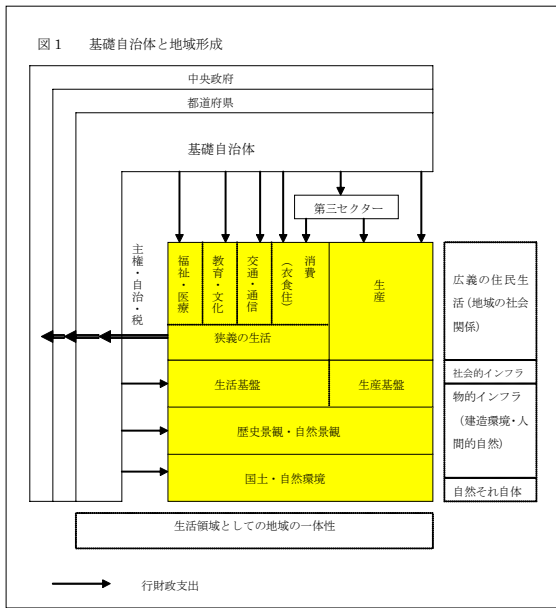 図1 基礎自治体と地域形成
中央政府
都道府県
基礎自治体
第三セクター
主権・自治・税
福祉・医療
教育・文化
交通・通信
消費
(衣食住)
生産
狭義の生活
生活基盤
生産基盤
歴史景観・自然景観
国土・自然環境
広義の住民生
活(地域の社会
関係)
社会的インフラ
物的インフラ
(建造環境・人
間的自然)
自然それ自体
生活領域としての地域の一体性
行財政支出